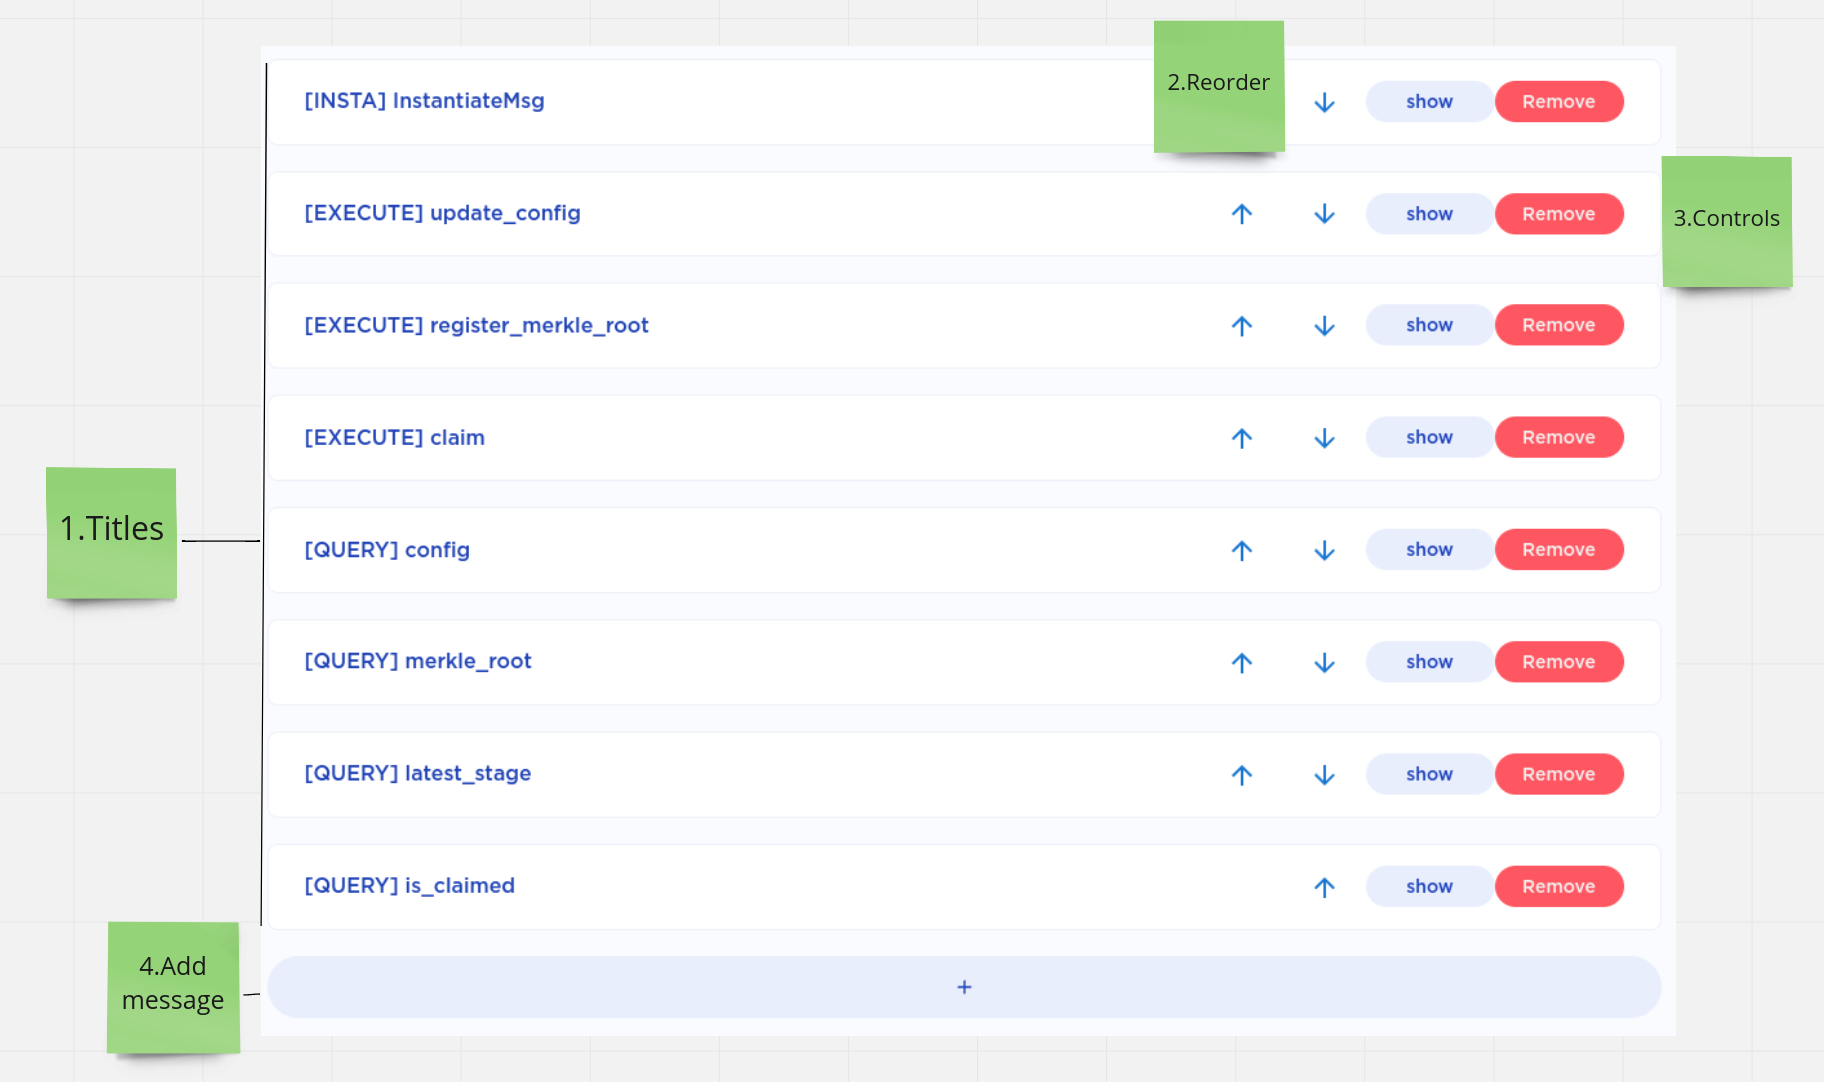 2.Reorder
[INSTA] InstantiateMsg
show
Remove
[EXECUTE] update_config
show
Remove
3.Controls
[EXECUTE] register_merkle_root
show
Remove
[EXECUTE] claim
show
Remove
1.Titles
[QUERY] config
show
Remove
[QUERY] merkle_root
show
Remove
[QUERY] latest_stage
show
Remove
[QUERY] is_claimed
show
Remove
4.Add
message
+